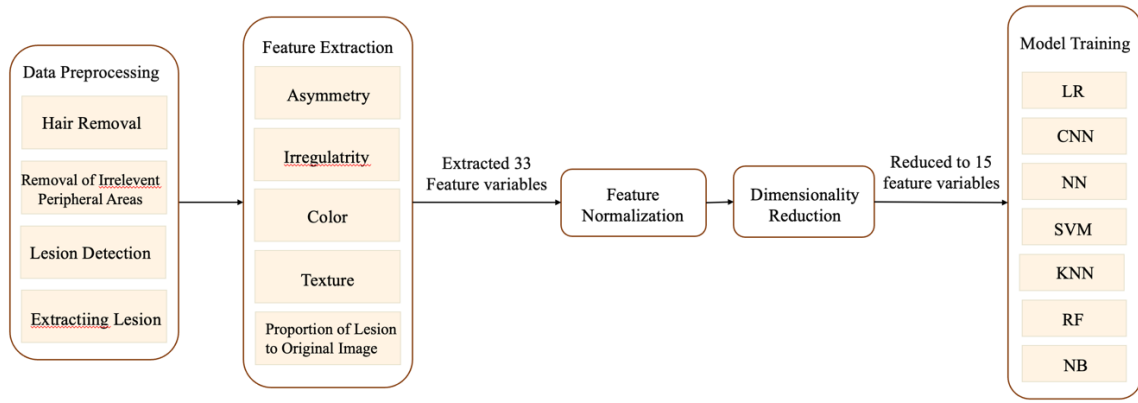 Data Preprocessing
Hair Removal
Removal of Irrelevent
Peripheral Areas
Lesion Detection
Extractiing Lesion
Feature Extraction
Asymmetry
Irregulatrity
Color
Texture
Proportion of Lesion
to Original Image
Extracted 33
Feature variables
Feature
Normalization
Dimensionality
Reduction
Reduced to 15
feature variables
Model Training
LR
CNN
NN
SVM
KNN
RF
NB